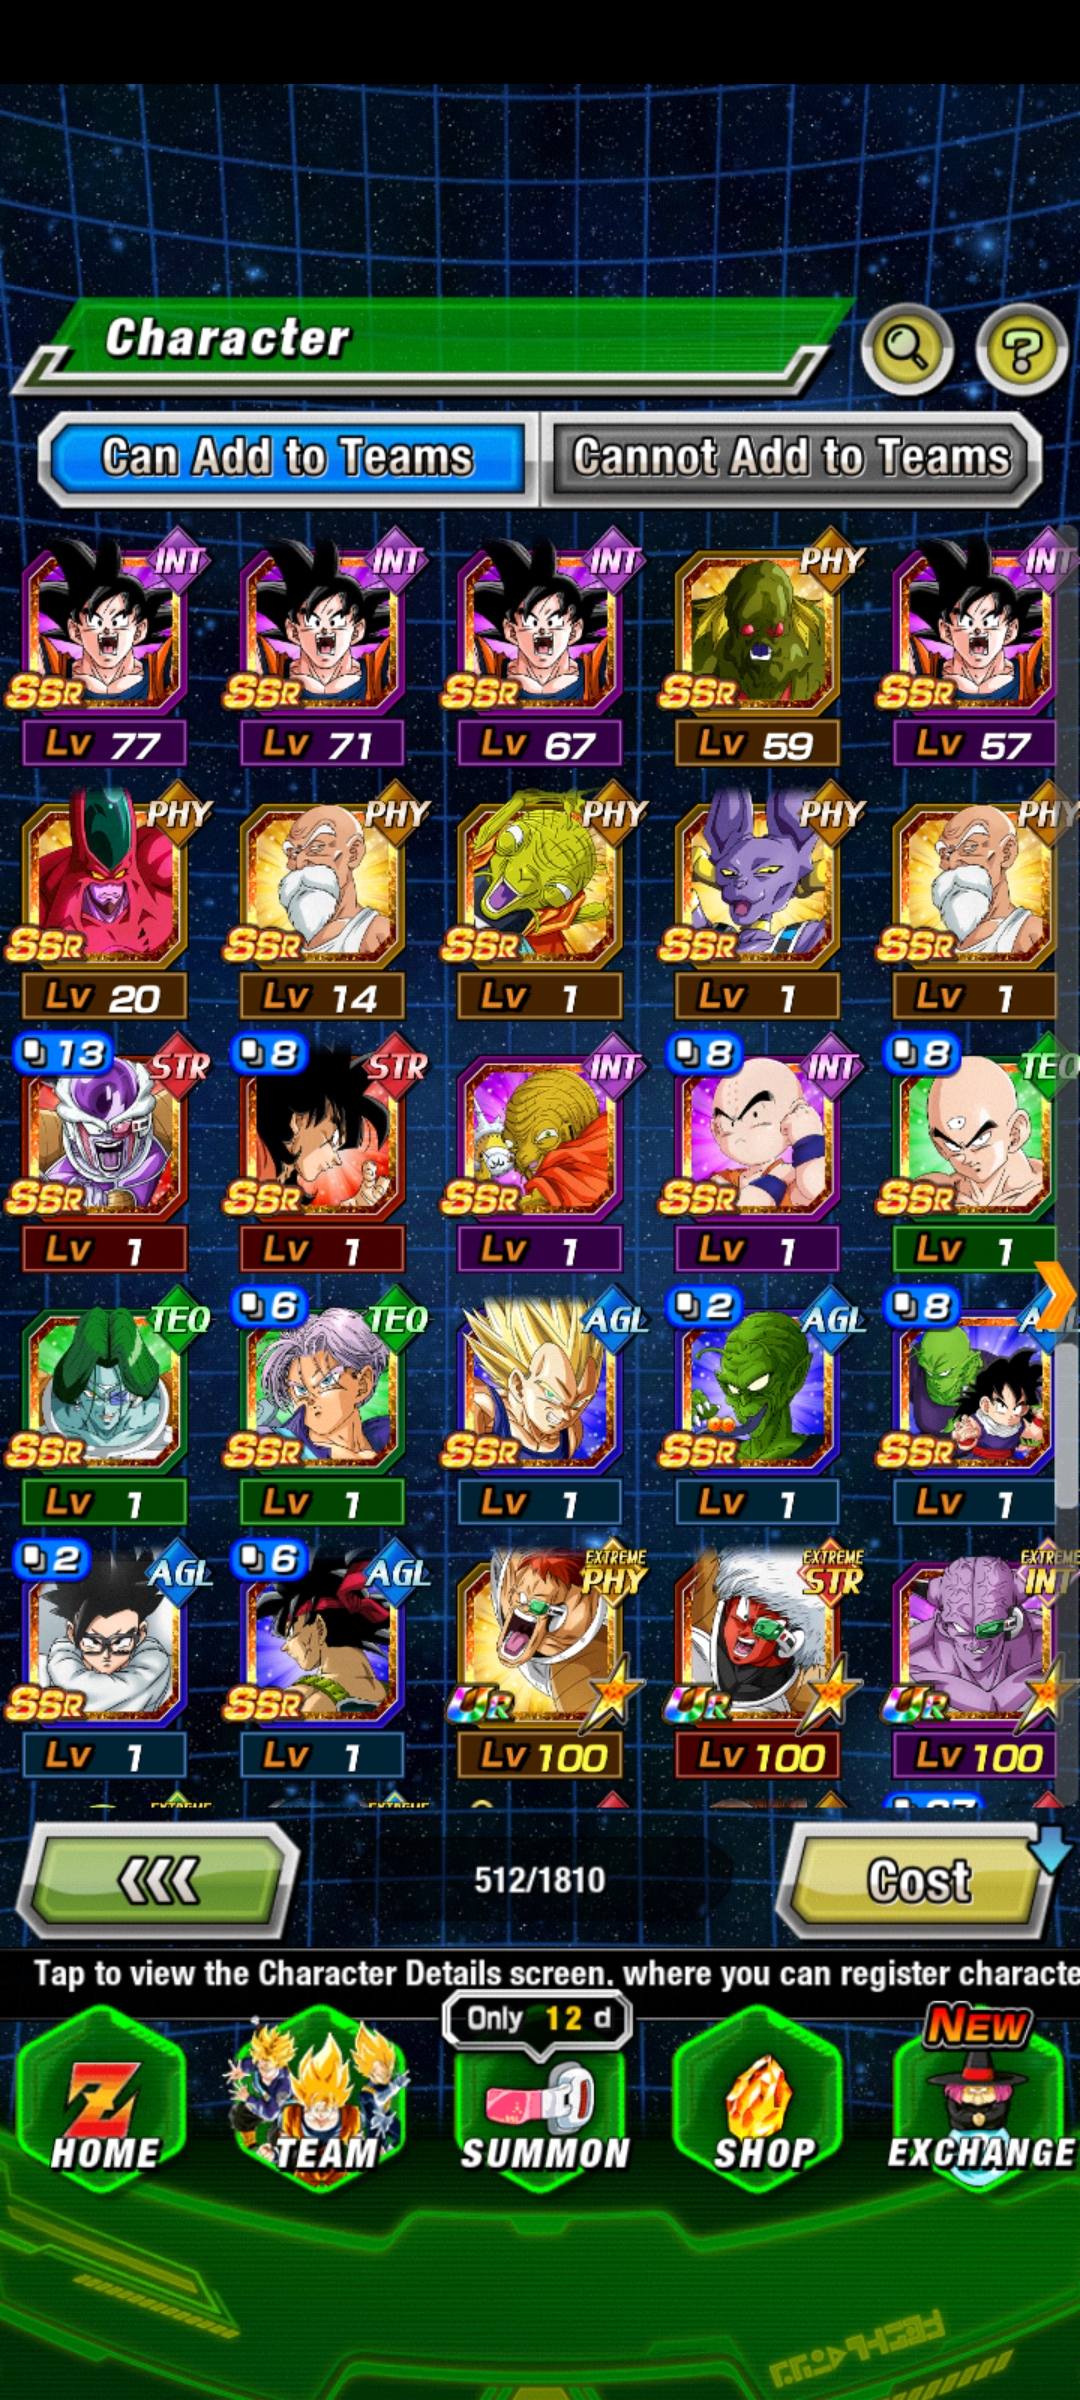 Character
Can Add to Teams Cannot Add to Teams
INT INT INT PHY INT
SSR SSR SSR SSR SSR
Lv 77 Lv 71 Lv 67 Lv 59 Lv 57
PHY PHY PHY PHY PHY
SSR SSR SSR SSR SSR
Lv 20 Lv 14 Lv 1 Lv 1 Lv 1
13 STR 8 STR INT 8 INT 8 TEQ
SSR SSR SSR SSR SSR
Lv 1 Lv 1 Lv 1 Lv 1 Lv 1
TEQ 6 TEQ AGL 2 AGL 8
SSR SSR SSR SSR SSR
Lv 1 Lv 1 Lv 1 Lv 1 Lv 1
2 AGL 6 AGL EXTREME PHY EXTREME STR EXTREME INT
SSR SSR UR UR UR
Lv 1 Lv 1 Lv 100 Lv 100 Lv 100
512/1810 Cost
Tap to view the Character Details screen, where you can register characte
Only 12 d
NEW
HOME TEAM SUMMON SHOP EXCHANGE